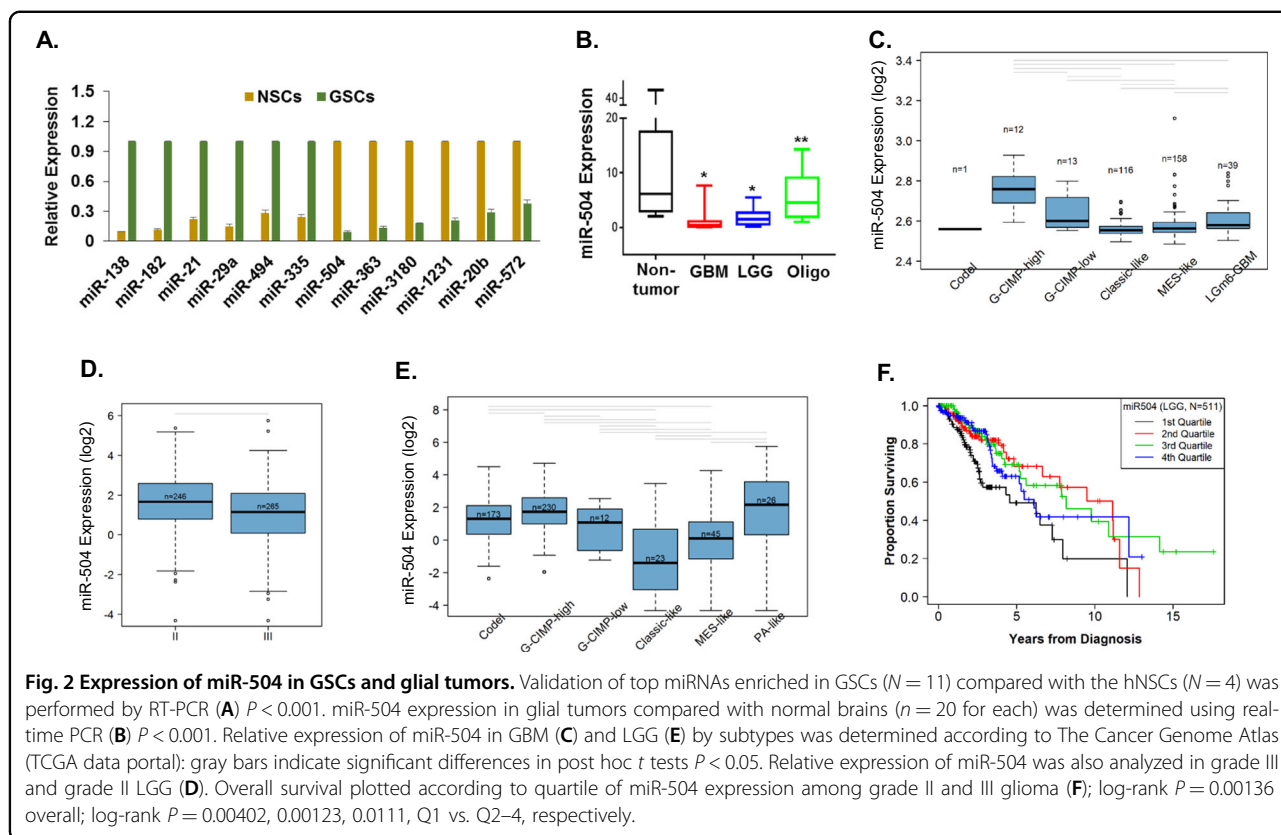 A.
NSCs GSCs
Relative Expression
1.5
1.2
0.9
0.6
0.3
0
miR-138
miR-182
miR-21
miR-29a
miR-494
miR-335
miR-504
miR-363
miR-3180
miR-1231
miR-20b
miR-572
B.
miR-504 Expression
40
20
10
0
*
*
**
Non-tumor
GBM
LGG
Oligo
C.
miR-504 Expression (log2)
3.4
3.2
3.0
2.8
2.6
2.4
n=1
n=12
n=13
n=116
n=158
n=39
Codel
G-CIMP-high
G-CIMP-low
Classic-like
MES-like
LGm6-GBM
D.
miR-504 Expression (log2)
6
4
2
0
-2
-4
n=246
n=265
II
III
E.
miR-504 Expression (log2)
8
6
4
2
0
-2
-4
n=173
n=230
n=12
n=23
n=45
n=26
Codel
G-CIMP-high
G-CIMP-low
Classic-like
MES-like
PA-like
F.
Proportion Surviving
1.0
0.8
0.6
0.4
0.2
0.0
miR504 (LGG, N=511)
1st Quartile
2nd Quartile
3rd Quartile
4th Quartile
0 5 10 15
Years from Diagnosis
Fig. 2 Expression of miR-504 in GSCs and glial tumors. Validation of top miRNAs enriched in GSCs (N = 11) compared with the hNSCs (N = 4) was
performed by RT-PCR (A) P < 0.001. miR-504 expression in glial tumors compared with normal brains (n = 20 for each) was determined using real-
time PCR (B) P < 0.001. Relative expression of miR-504 in GBM (C) and LGG (E) by subtypes was determined according to The Cancer Genome Atlas
(TCGA data portal): gray bars indicate significant differences in post hoc t tests P < 0.05. Relative expression of miR-504 was also analyzed in grade III
and grade II LGG (D). Overall survival plotted according to quartile of miR-504 expression among grade II and III glioma (F); log-rank P = 0.00136
overall; log-rank P = 0.00402, 0.00123, 0.0111, Q1 vs. Q2–4, respectively.